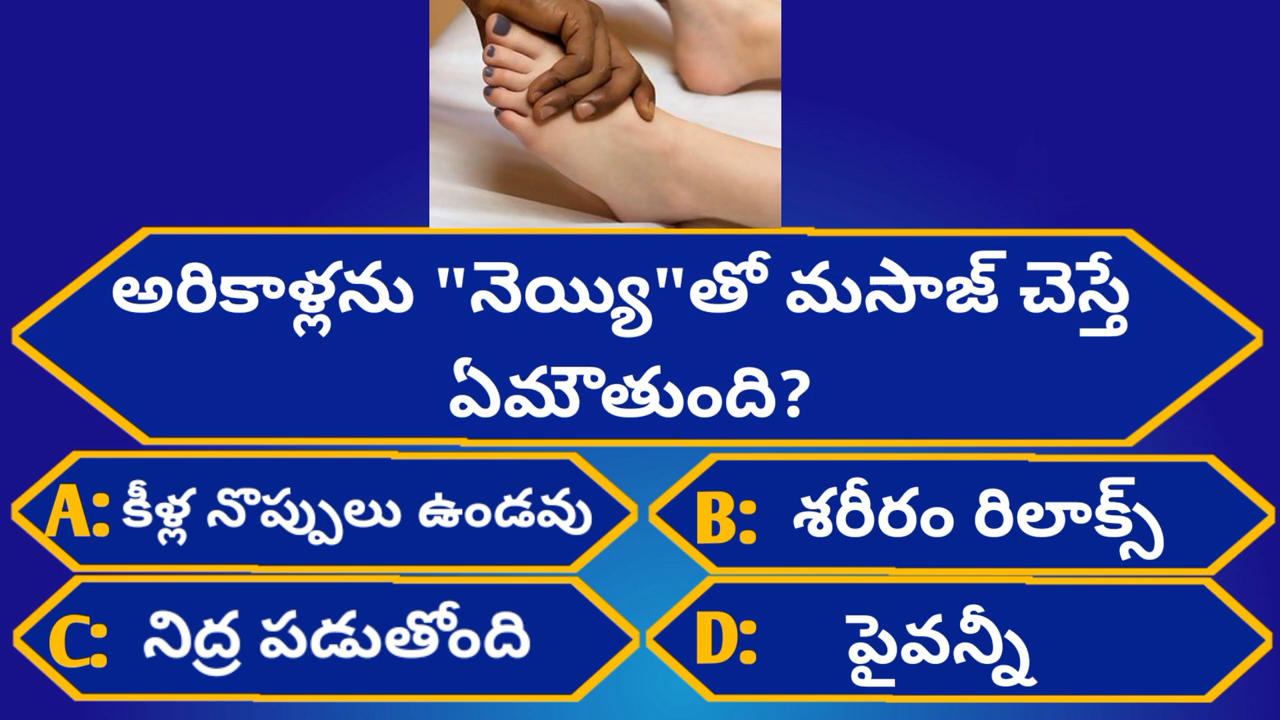 అరికాళ్లను "నెయ్యి"తో మసాజ్ చెస్తే
ఏమౌతుంది?
A: కీళ్ల నొప్పులు ఉండవు
B: శరీరం రిలాక్స్
C: నిద్ర పడుతోంది
D: పైవన్నీ